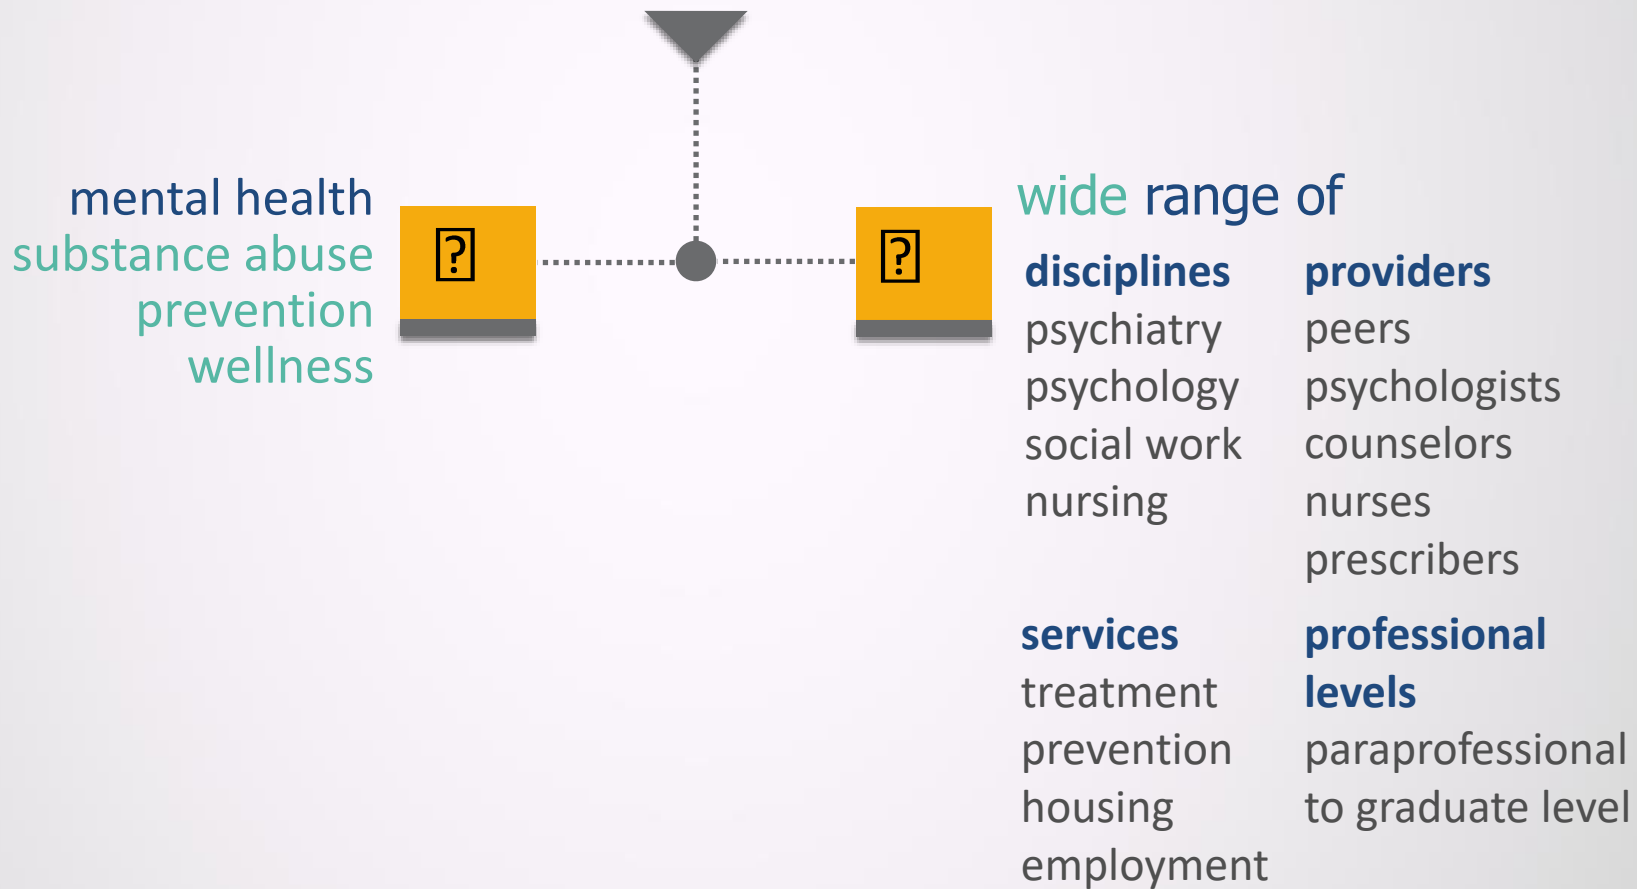 mental health
substance abuse
prevention
wellness
wide range of
disciplines
psychiatry
psychology
social work
nursing
providers
peers
psychologists
counselors
nurses
prescribers
services
treatment
prevention
housing
employment
professional
levels
paraprofessional
to graduate level